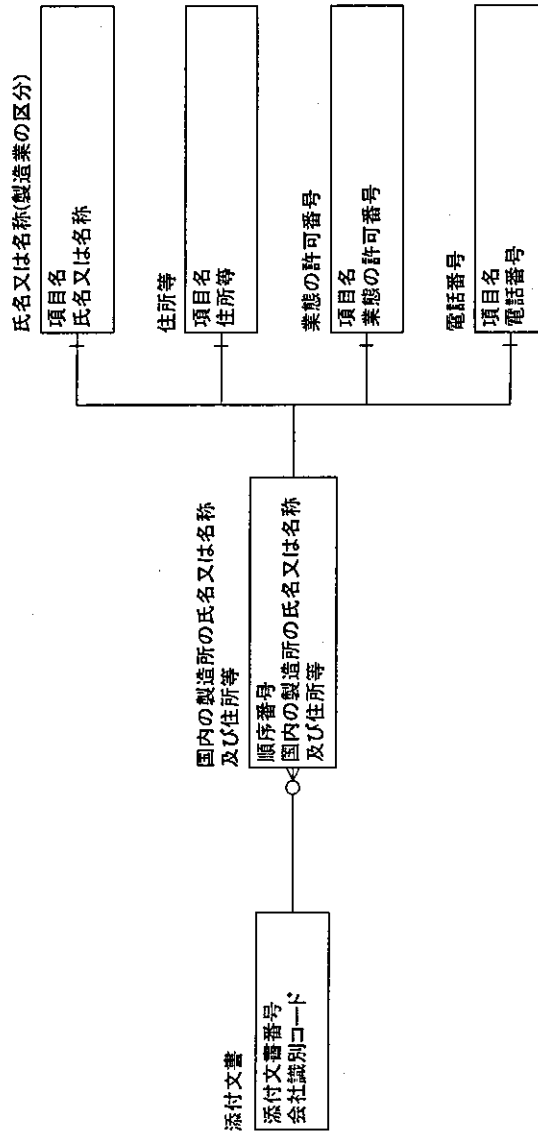 添付文書
添付文書番号
会社識別コード
国内の製造所の氏名又は名称
及び住所等
順序番号
国内の製造所の氏名又は名称
及び住所等
氏名又は名称(製造業の区分)
項目名
氏名又は名称
住所等
項目名
住所等
業態の許可番号
項目名
業態の許可番号
電話番号
項目名
電話番号